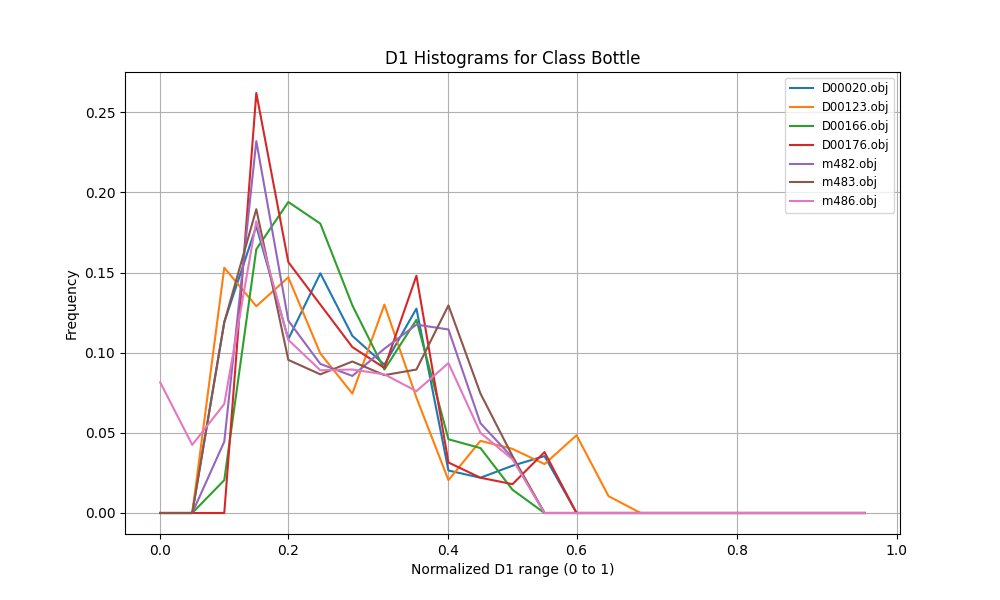 D1 Histograms for Class Bottle
D00020.obj
D00123.obj
D00166.obj
D00176.obj
m482.obj
m483.obj
m486.obj
Frequency
0.25
0.20
0.15
0.10
0.05
0.00
0.0 0.2 0.4 0.6 0.8 1.0
Normalized D1 range (0 to 1)